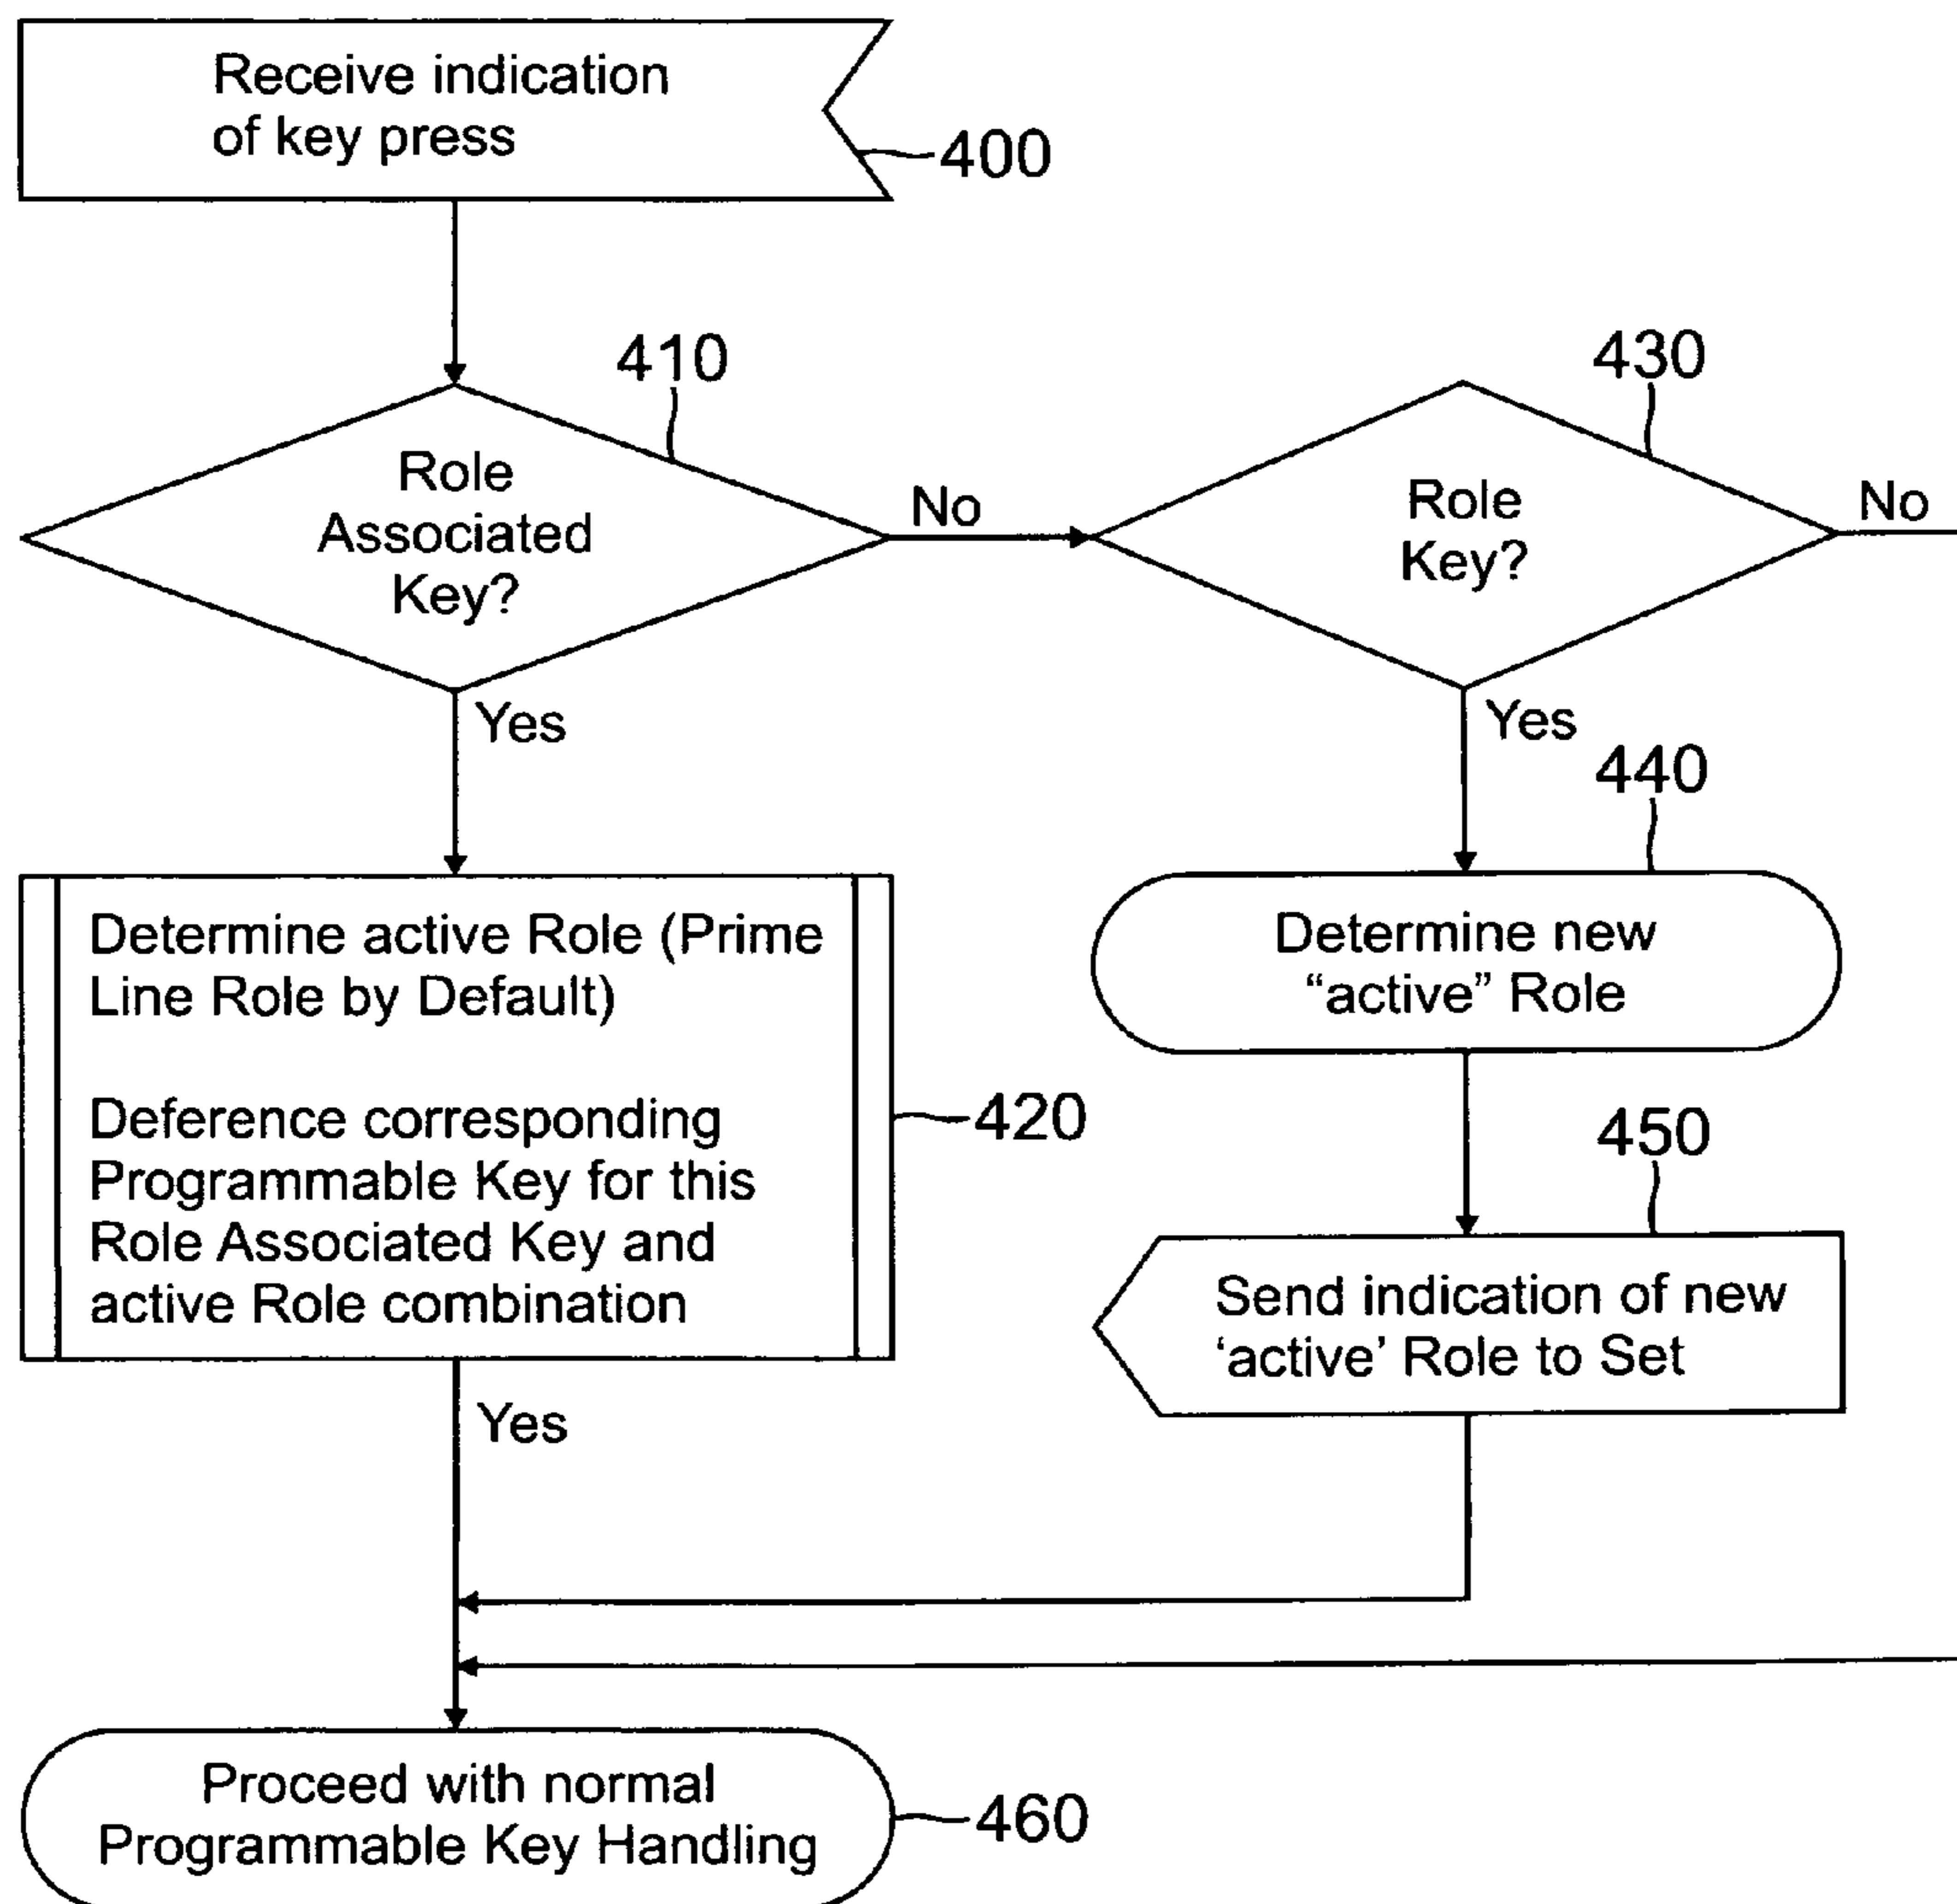 Receive indication
of key press
400
410
430
Role
Associated
Key?
No
Role
Key?
No
Yes
Yes
440
Determine active Role (Prime
Line Role by Default)
Deference corresponding
Programmable Key for this
Role Associated Key and
active Role combination
420
Determine new
“active” Role
450
Send indication of new
‘active’ Role to Set
Yes
Proceed with normal
Programmable Key Handling
460